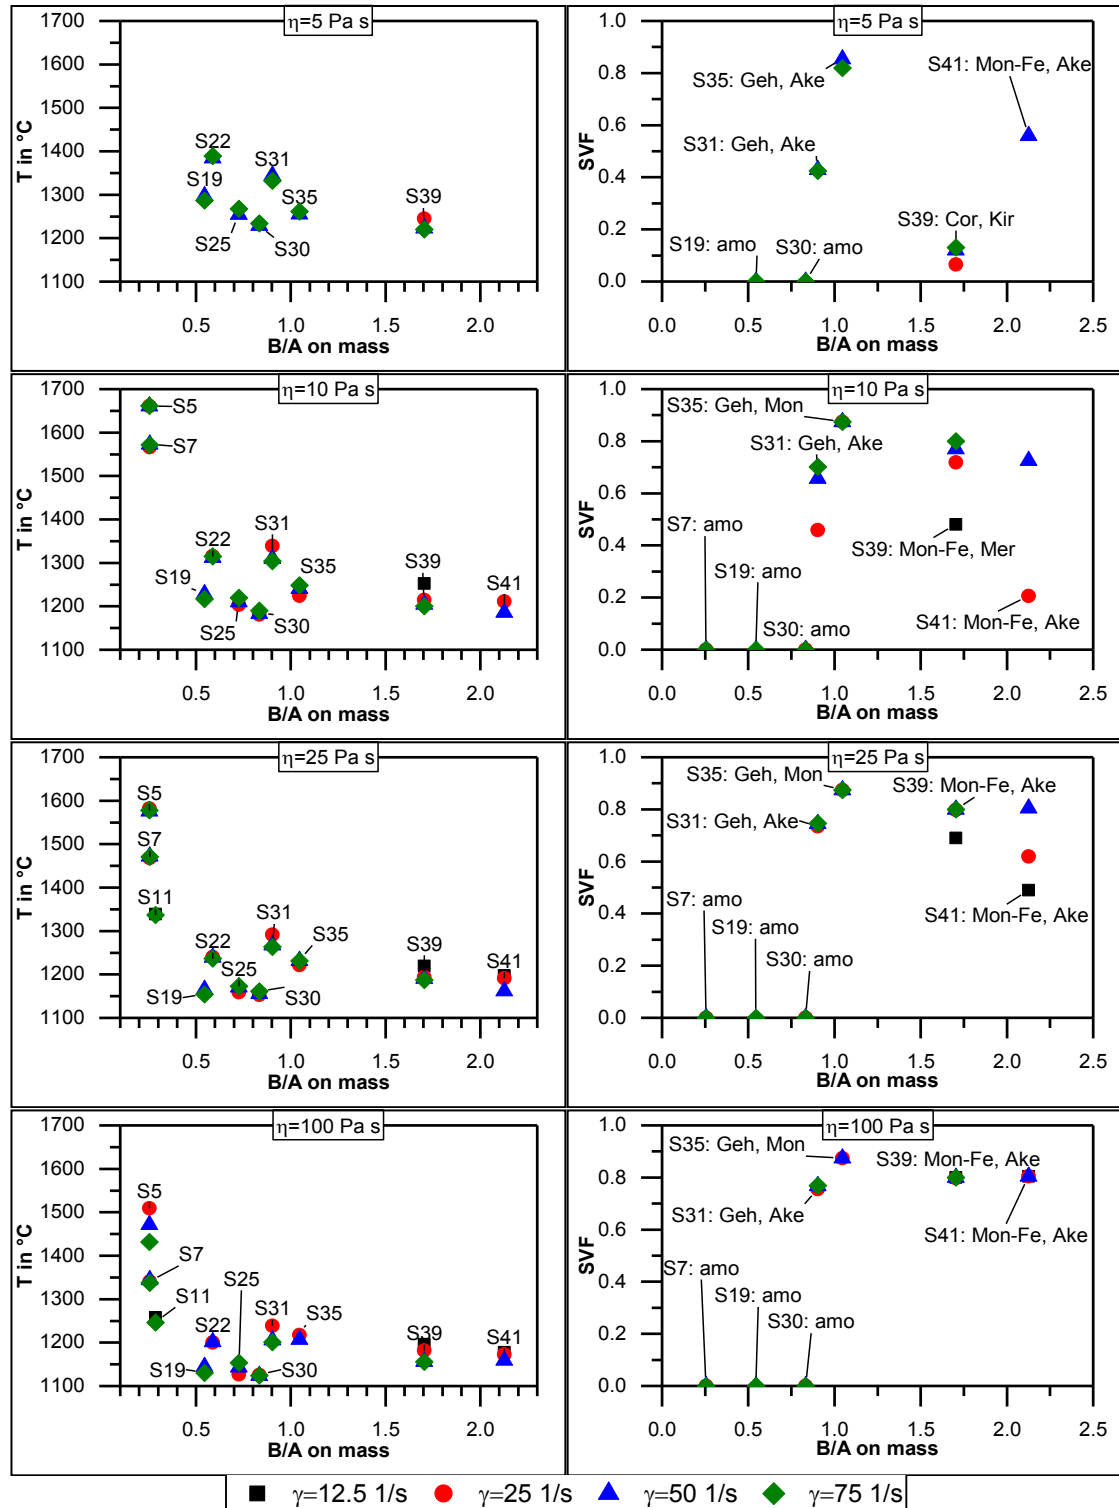 η=5 Pa s
1700
1600
1500
1400
1300
1200
1100
T in °C
S22
S19
S31
S35
S25
S30
S39
0.5 1.0 1.5 2.0
B/A on mass
η=5 Pa s
1.0
0.8
0.6
0.4
0.2
0.0
SVF
S41: Mon-Fe, Ake
S35: Geh, Ake
S31: Geh, Ake
S39: Cor, Kir
S19: amo
S30: amo
0.0 0.5 1.0 1.5 2.0 2.5
B/A on mass
η=10 Pa s
1700
1600
1500
1400
1300
1200
1100
T in °C
S5
S7
S22
S31
S35
S19
S39
S41
S25
S30
0.5 1.0 1.5 2.0
B/A on mass
η=10 Pa s
1.0
0.8
0.6
0.4
0.2
0.0
SVF
S35: Geh, Mon
S31: Geh, Ake
S7: amo
S39: Mon-Fe, Mer
S19: amo
S30: amo
S41: Mon-Fe, Ake
0.0 0.5 1.0 1.5 2.0 2.5
B/A on mass
η=25 Pa s
1700
1600
1500
1400
1300
1200
1100
T in °C
S5
S7
S11
S22
S31
S35
S25
S39
S41
S19
S30
0.5 1.0 1.5 2.0
B/A on mass
η=25 Pa s
1.0
0.8
0.6
0.4
0.2
0.0
SVF
S35: Geh, Mon
S39: Mon-Fe, Ake
S31: Geh, Ake
S7: amo
S41: Mon-Fe, Ake
S19: amo
S30: amo
0.0 0.5 1.0 1.5 2.0 2.5
B/A on mass
η=100 Pa s
1700
1600
1500
1400
1300
1200
1100
T in °C
S5
S7
S25
S11
S22
S31
S35
S39
S41
S19
S30
0.5 1.0 1.5 2.0
B/A on mass
η=100 Pa s
1.0
0.8
0.6
0.4
0.2
0.0
SVF
S35: Geh, Mon
S39: Mon-Fe, Ake
S31: Geh, Ake
S41: Mon-Fe, Ake
S7: amo
S19: amo
S30: amo
0.0 0.5 1.0 1.5 2.0 2.5
B/A on mass
γ=12.5 1/s γ=25 1/s γ=50 1/s γ=75 1/s